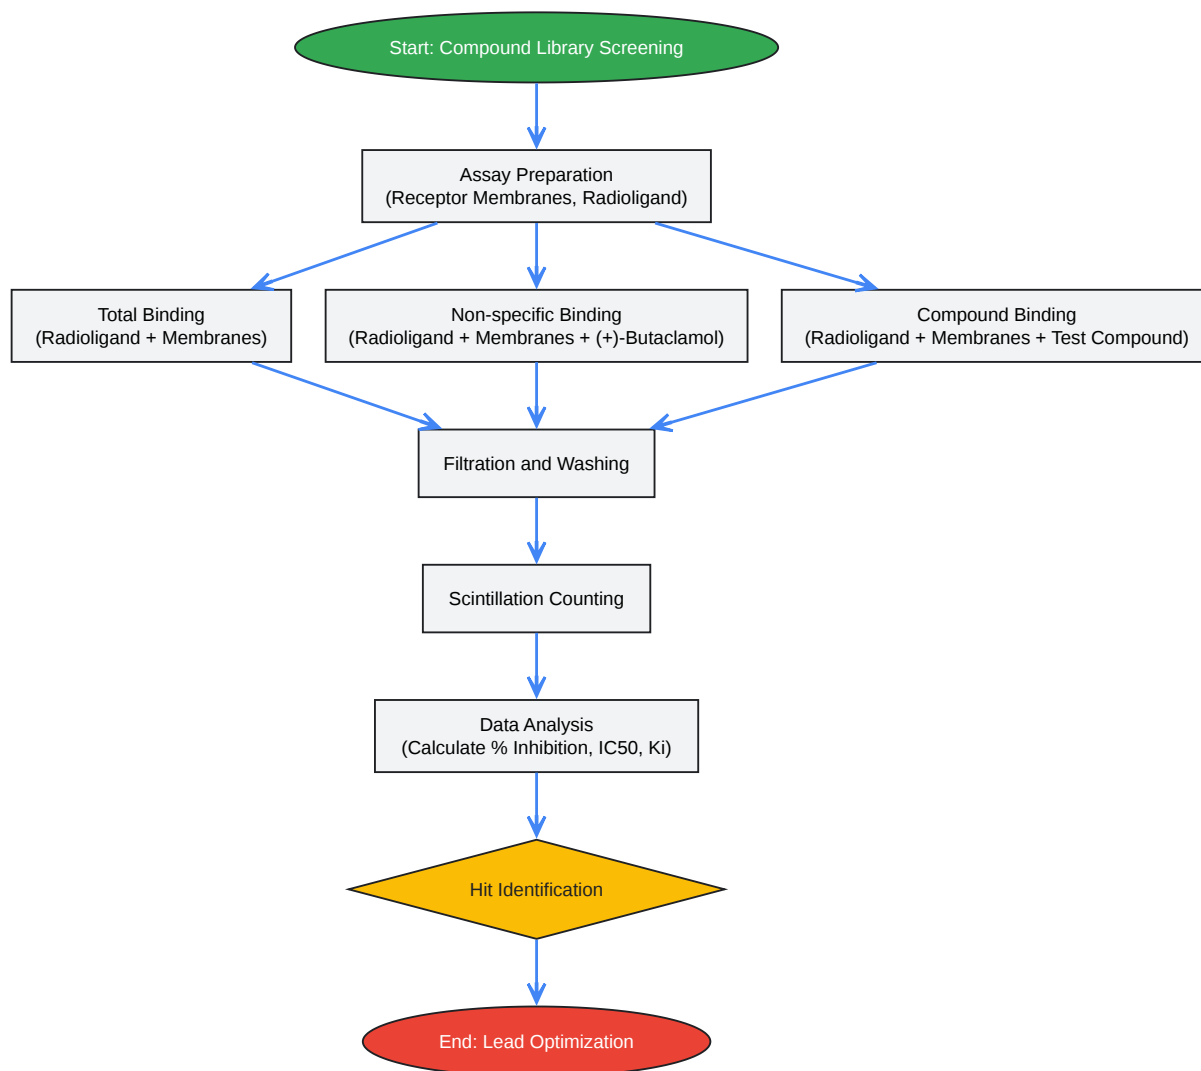 Start: Compound Library Screening
Assay Preparation
(Receptor Membranes, Radioligand)
Total Binding
(Radioligand + Membranes)
Non-specific Binding
(Radioligand + Membranes + (+)-Butaclamol)
Compound Binding
(Radioligand + Membranes + Test Compound)
Filtration and Washing
Scintillation Counting
Data Analysis
(Calculate % Inhibition, IC50, Ki)
Hit Identification
End: Lead Optimization